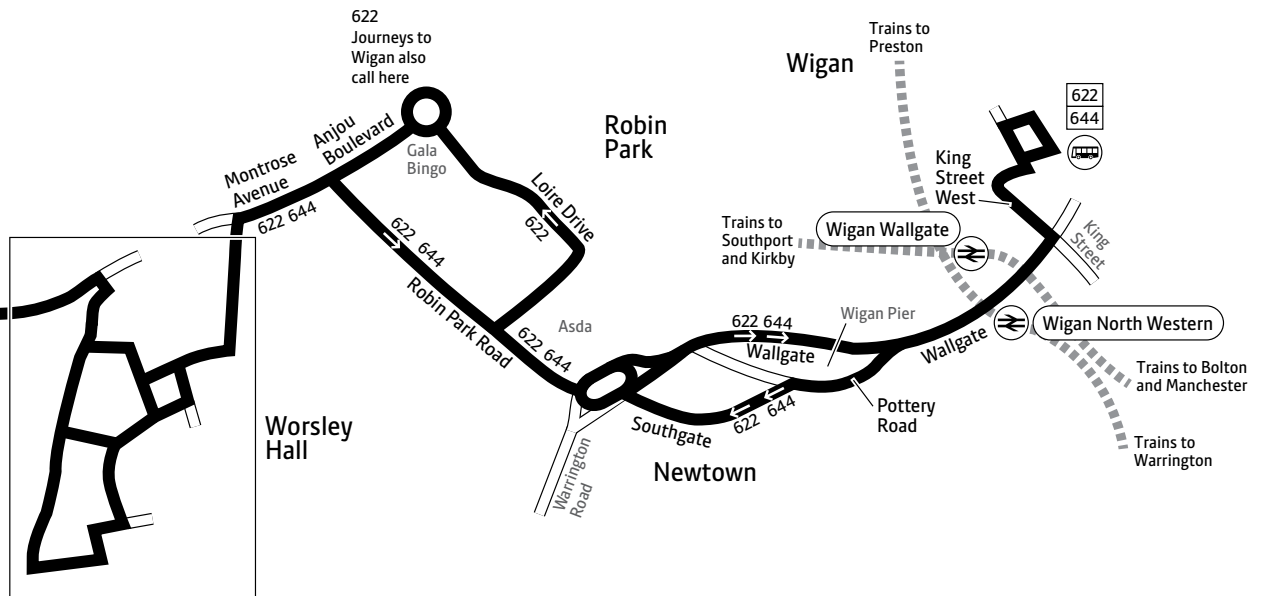 622
Journeys to
Wigan also
call here
Trains to
Preston
Wigan
622
644
Robin
Park
Anjou
Boulevard
Gala
Bingo
Montrose
Avenue
622 644
King
Street
West
Loire Drive
622
Trains to
Southport
and Kirkby
Wigan Wallgate
King
Street
622 644
Robin Park Road
Asda
Wigan Pier
622 644
Wallgate
Wallgate
Wigan North Western
622 644
Trains to Bolton
and Manchester
Worsley
Hall
Southgate
622 644
Pottery
Road
Newtown
Warrington
Road
Trains to
Warrington